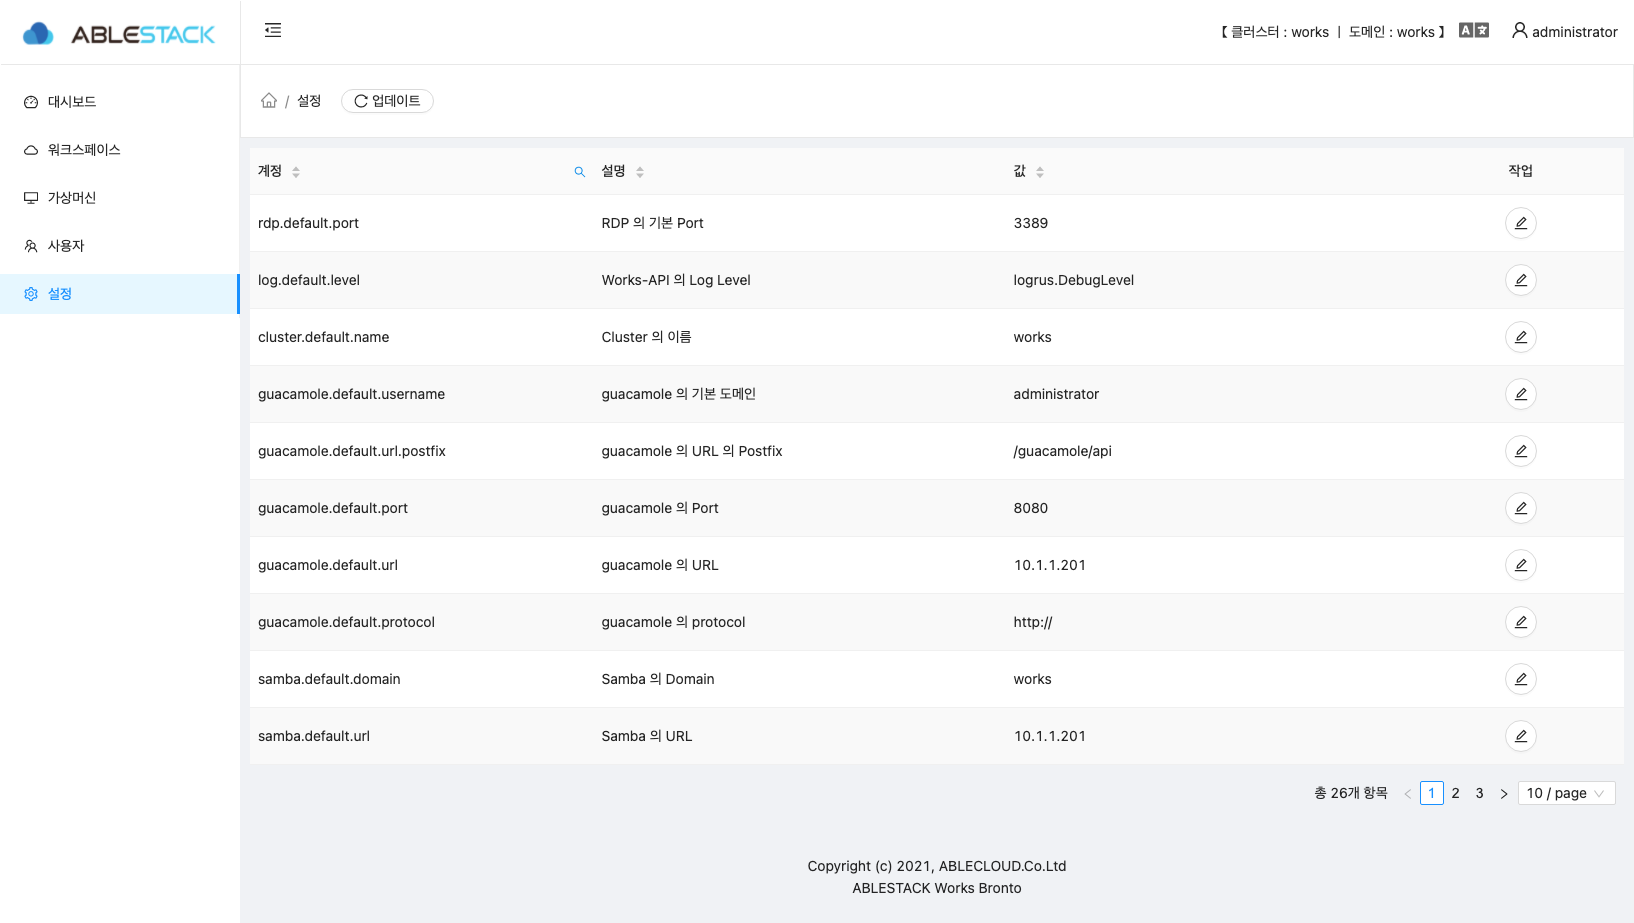 ABLESTACK
【 클러스터 : works | 도메인 : works 】 administrator
대시보드
워크스페이스
가상머신
사용자
설정
/ 설정 업데이트
계정 설명 값 작업
rdp.default.port RDP 의 기본 Port 3389
log.default.level Works-API 의 Log Level logrus.DebugLevel
cluster.default.name Cluster 의 이름 works
guacamole.default.username guacamole 의 기본 도메인 administrator
guacamole.default.url.postfix guacamole 의 URL 의 Postfix /guacamole/api
guacamole.default.port guacamole 의 Port 8080
guacamole.default.url guacamole 의 URL 10.1.1.201
guacamole.default.protocol guacamole 의 protocol http://
samba.default.domain Samba 의 Domain works
samba.default.url Samba 의 URL 10.1.1.201
총 26개 항목 < 1 2 3 > 10 / page
Copyright (c) 2021, ABLECLOUD.Co.Ltd
ABLESTACK Works Bronto